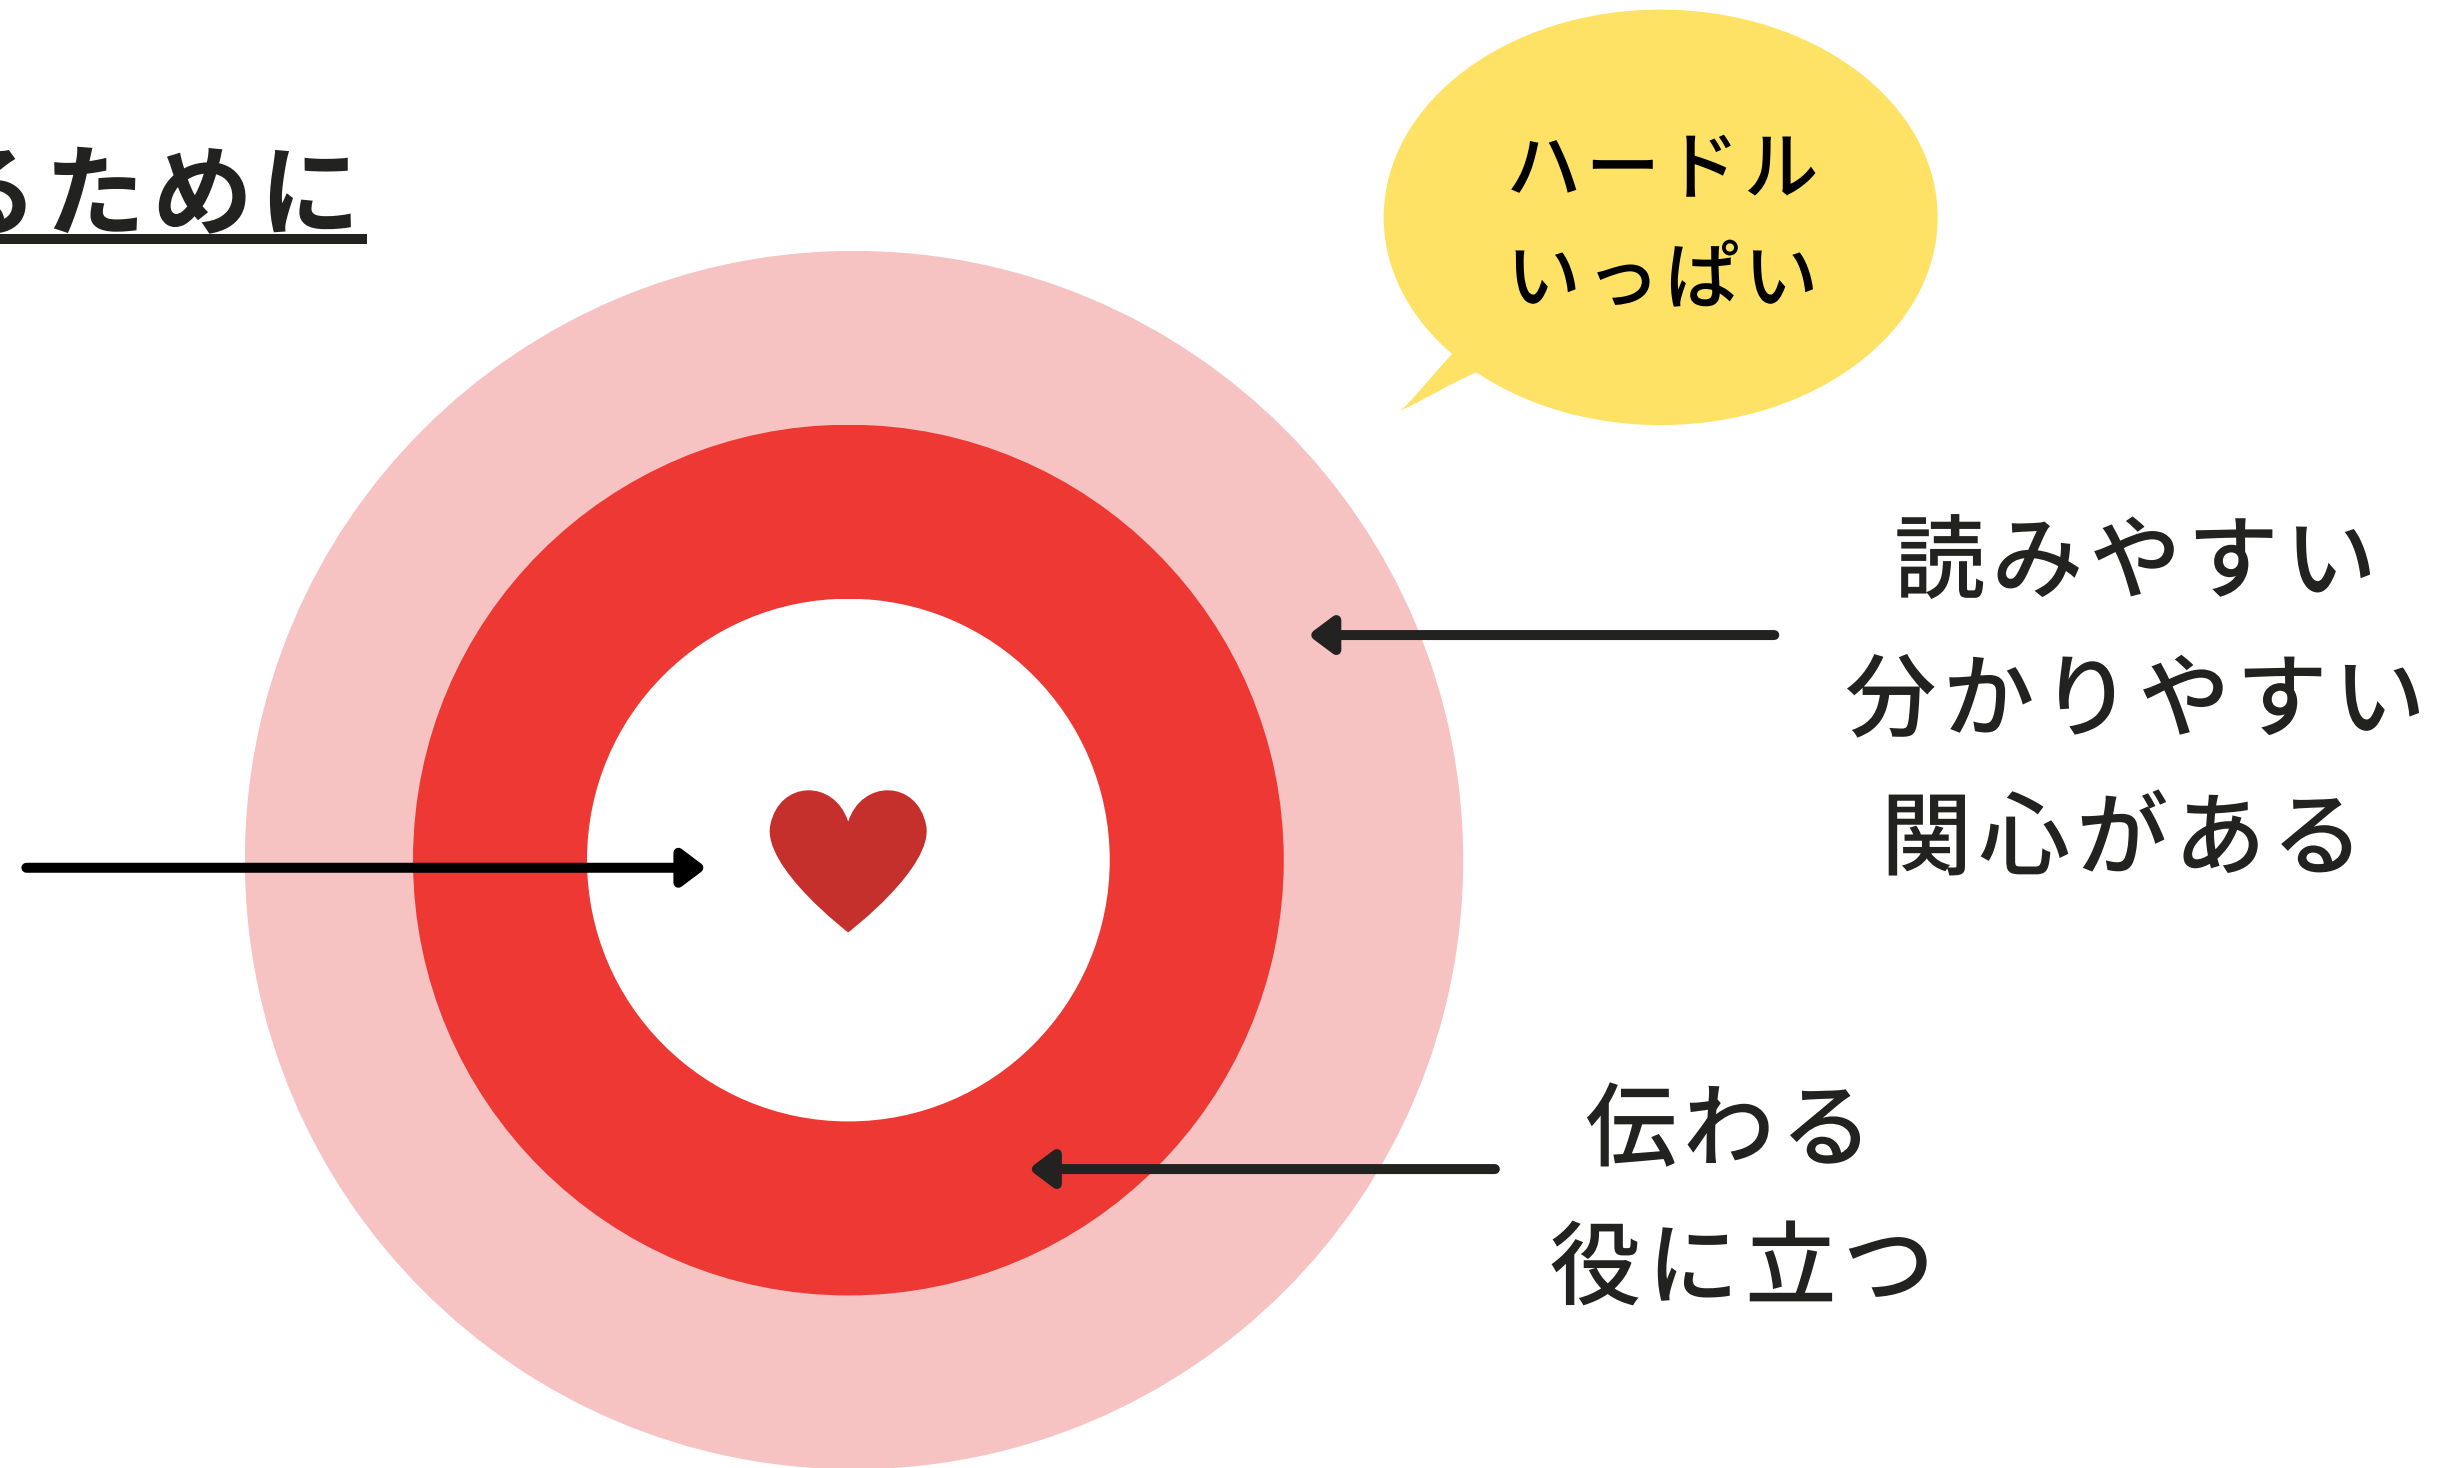 るために
ハードル
いっぱい
読みやすい
分かりやすい
関心がある
伝わる
役に立つ